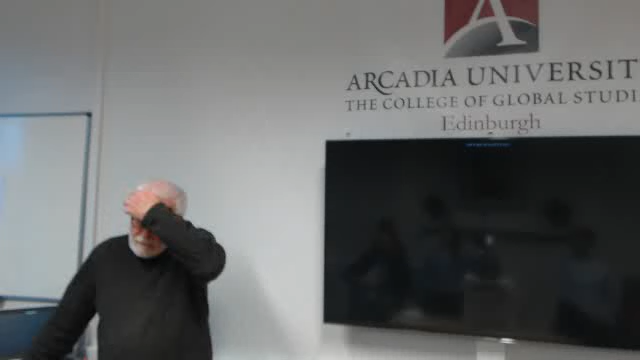 A
ARCADIA UNIVERSIT
THE COLLEGE OF GLOBAL STUDI
Edinburgh